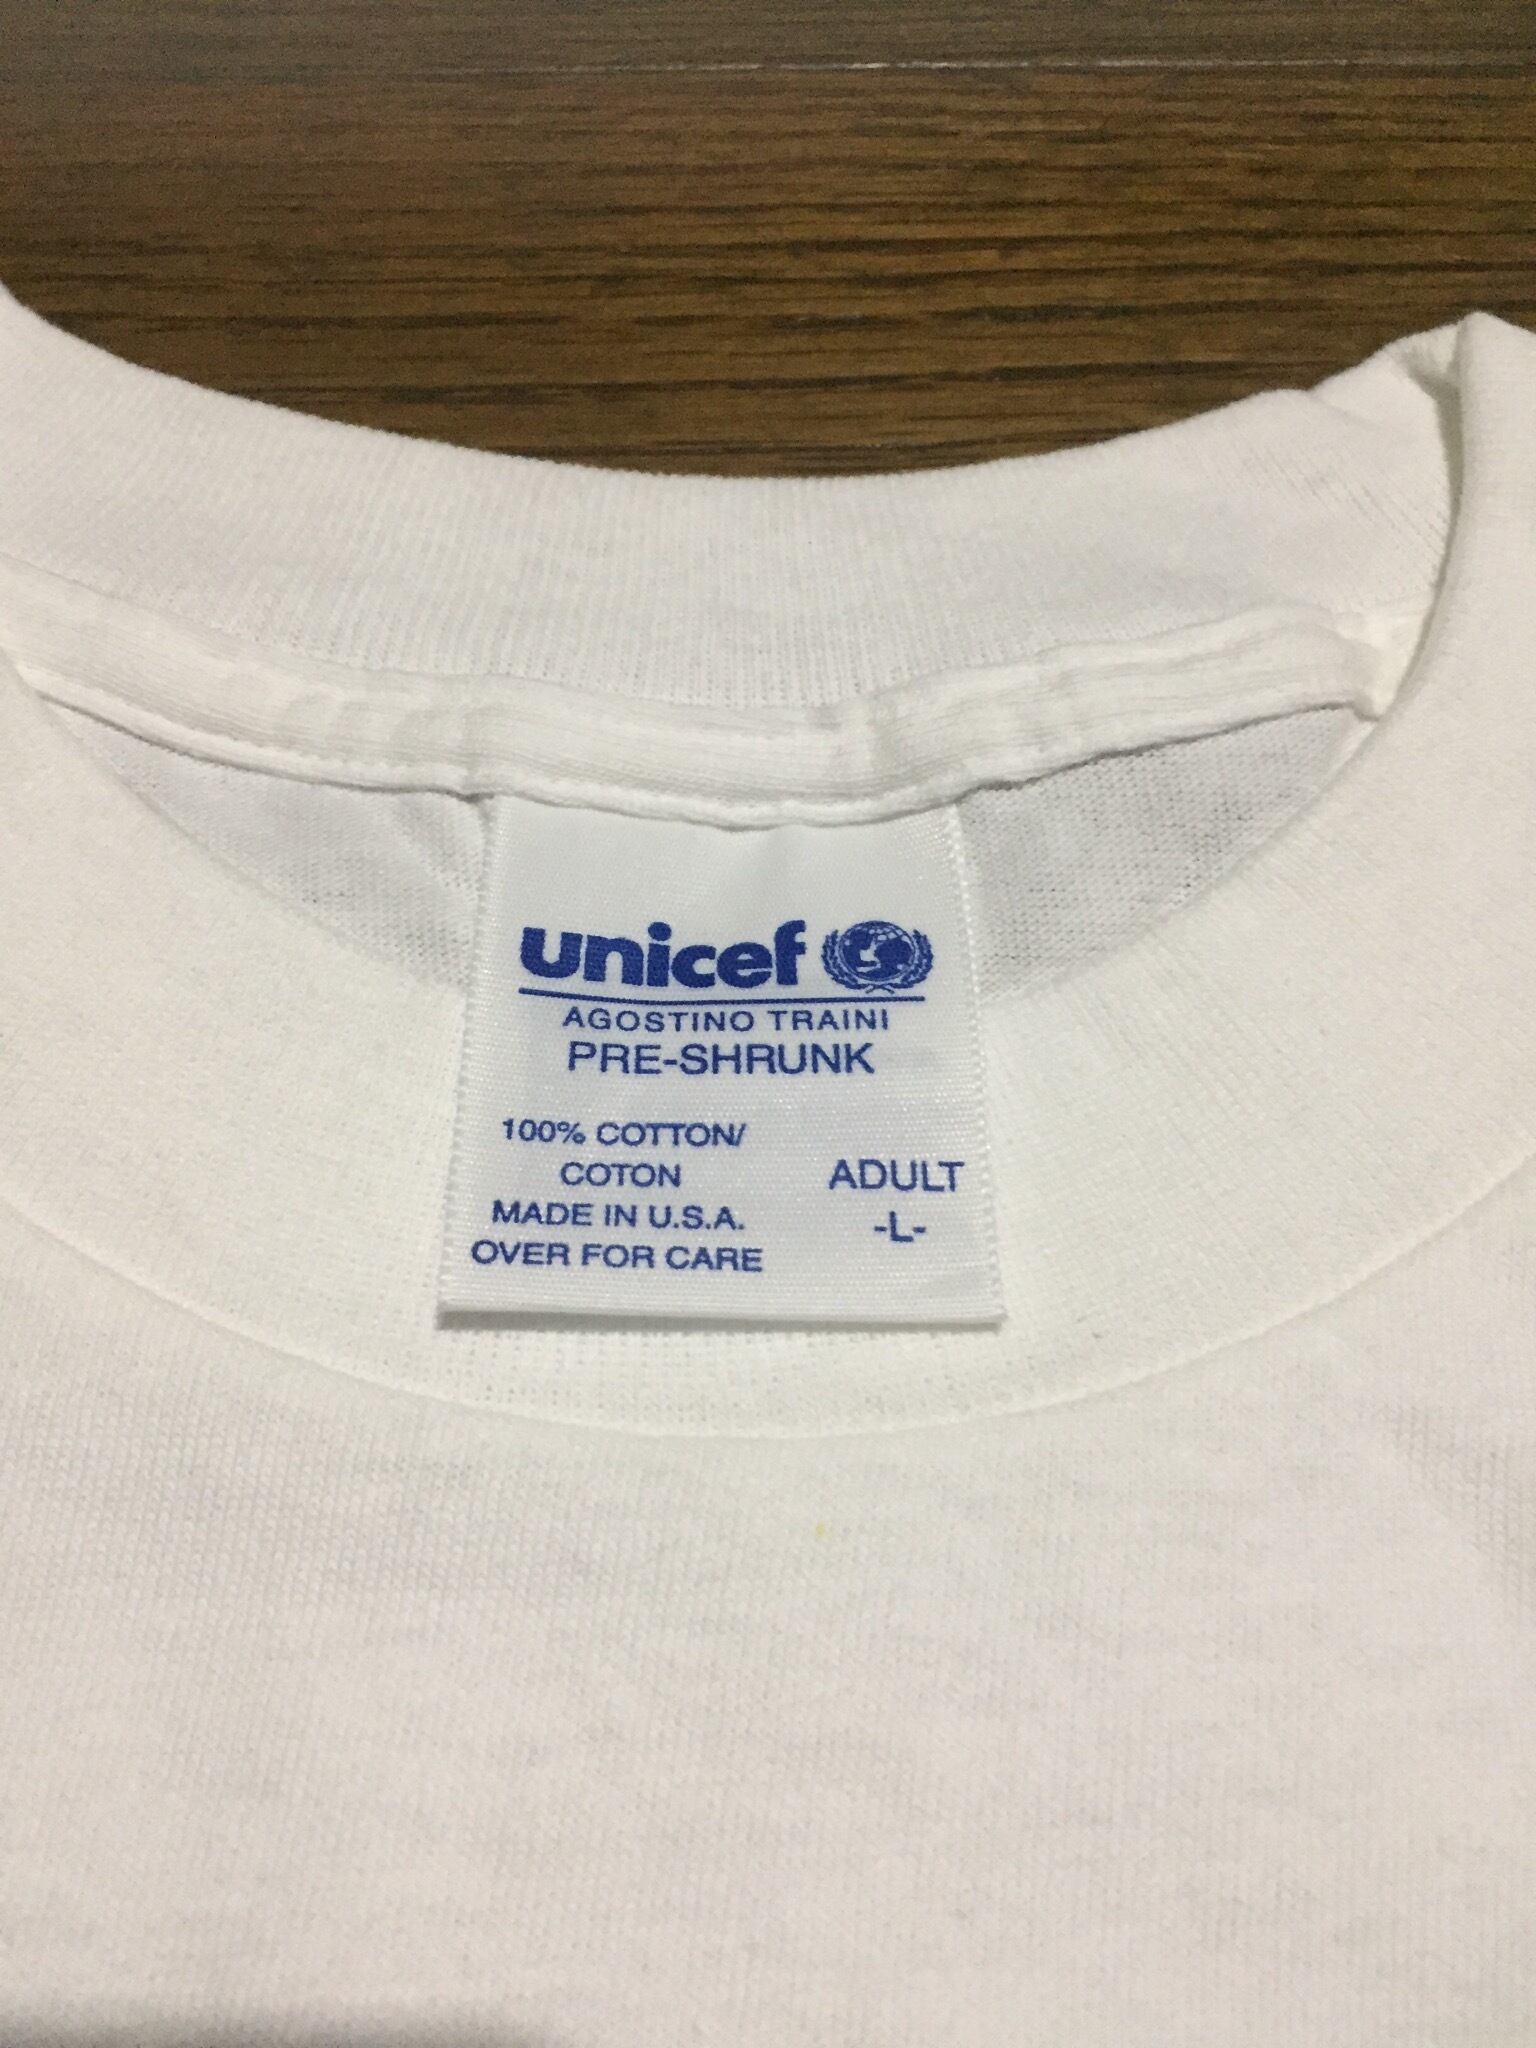 unicef
AGOSTINO TRAINI
PRE-SHRUNK
100% COTTON/
COTON
MADE IN U.S.A.
OVER FOR CARE
ADULT
-L-